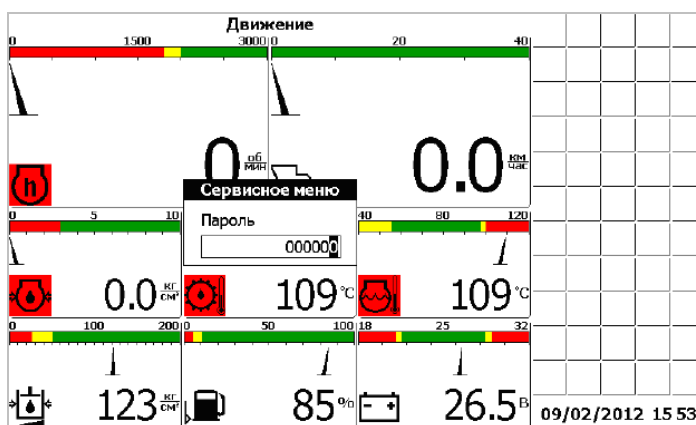 Движение
0 1500 3000 0 20 40
0 об/мин 0.0 км/час
h
Сервисное меню
Пароль
0000000
0 5 10 40 80 120
0.0 кг/см² 109 °C 109 °C
0 100 200 0 50 100 18 25 32
123 кг/см² 85 % 26.5 В
09/02/2012 15 53